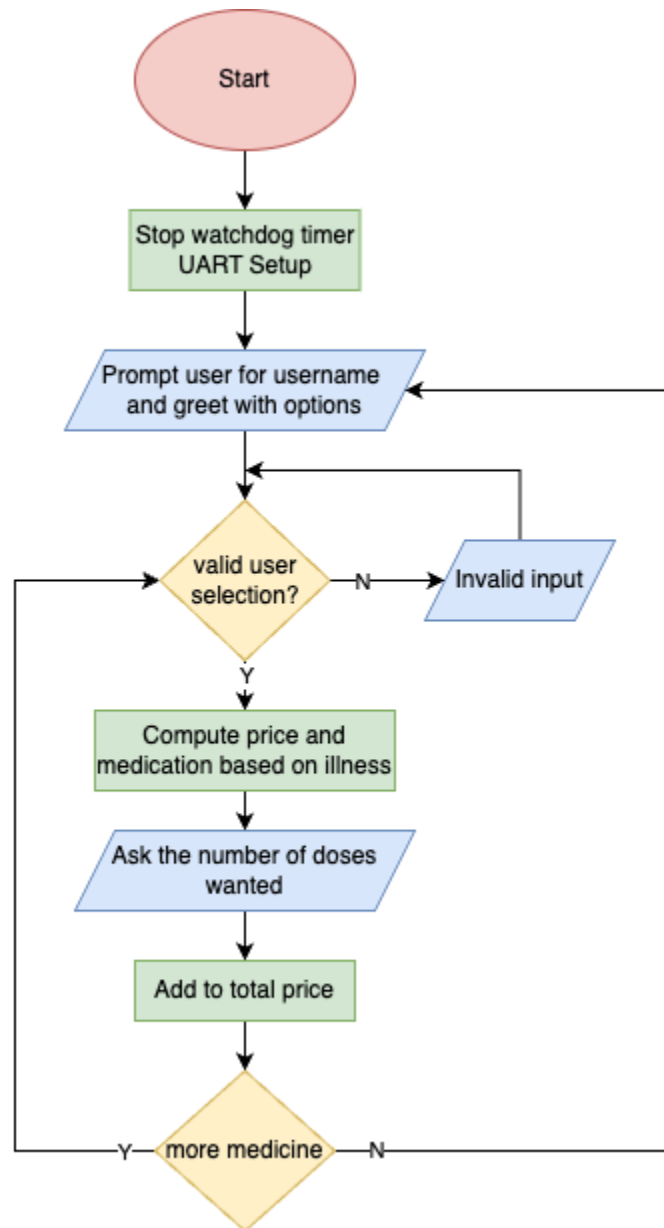 Start
Stop watchdog timer
UART Setup
Prompt user for username
and greet with options
valid user
selection?
N
Invalid input
Y
Compute price and
medication based on illness
Ask the number of doses
wanted
Add to total price
Y
more medicine
N